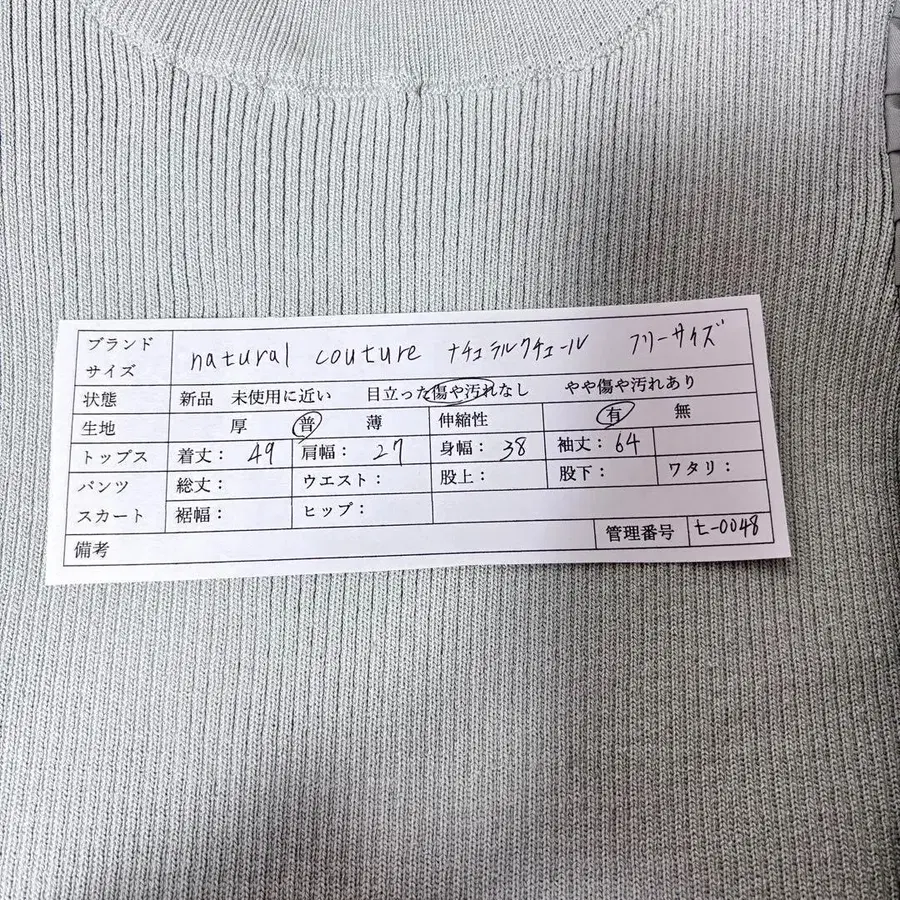 ブランド natural couture ナチュラルクチュール フリーサイズ
サイズ
状態 新品 未使用に近い 目立った傷や汚れなし やや傷や汚れあり
生地 厚 普 薄 伸縮性 有 無
トップス 着丈: 49 肩幅: 27 身幅: 38 袖丈: 64
パンツ 総丈: ウエスト: 股上: 股下: ワタリ:
スカート 裾幅: ヒップ:
備考 管理番号 t-0048